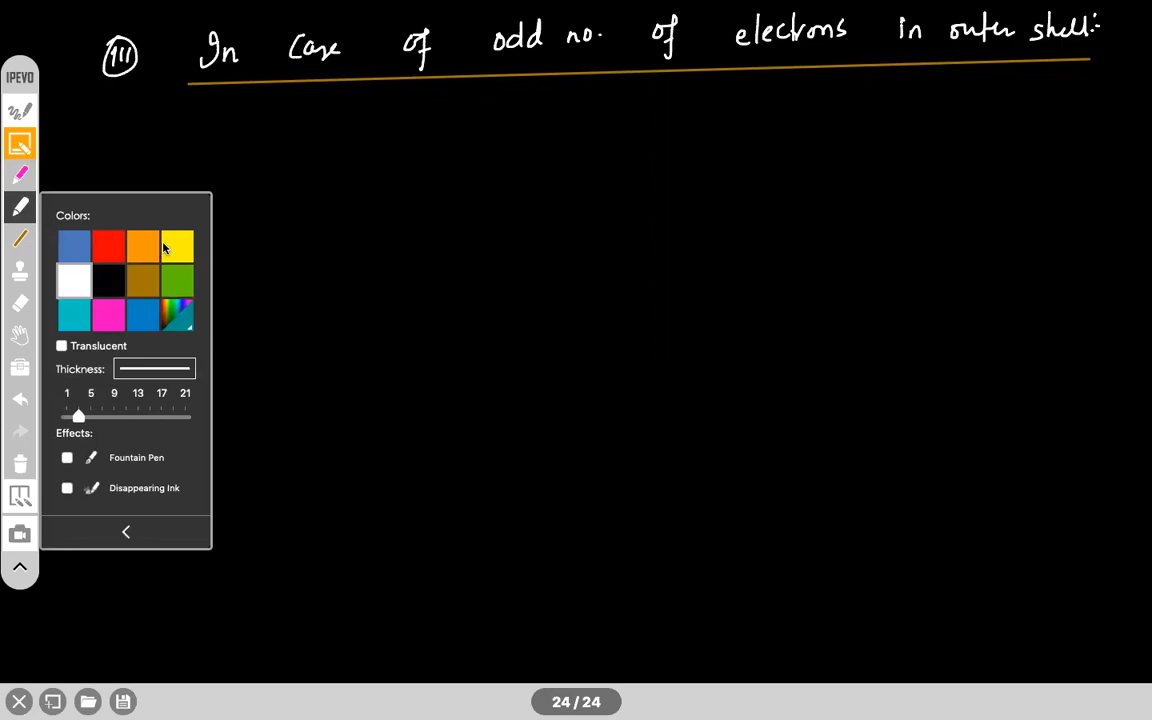 (iii) In Case of odd no. of electrons in outer shell:-
IPEVO
Colors:
Translucent
Thickness:
1 5 9 13 17 21
Effects:
Fountain Pen
Disappearing Ink
24 / 24